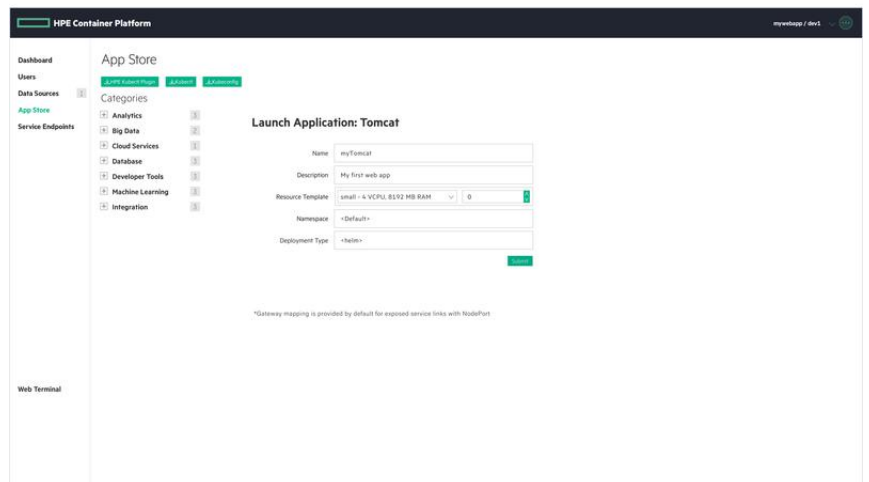 HPE Container Platform
mywebapp / dev1
Dashboard
Users
Data Sources
App Store
Service Endpoints
Web Terminal
App Store
HPE Kubectl Plugin
Kubectl
Kubeconfig
Categories
Analytics 3
Big Data 2
Cloud Services 1
Database 3
Developer Tools 3
Machine Learning 3
Integration 3
Launch Application: Tomcat
Name myTomcat
Description My first web app
Resource Template small - 4 VCPU, 8192 MB RAM 0
Namespace <Default>
Deployment Type <helm>
Submit
*Gateway mapping is provided by default for exposed service links with NodePort